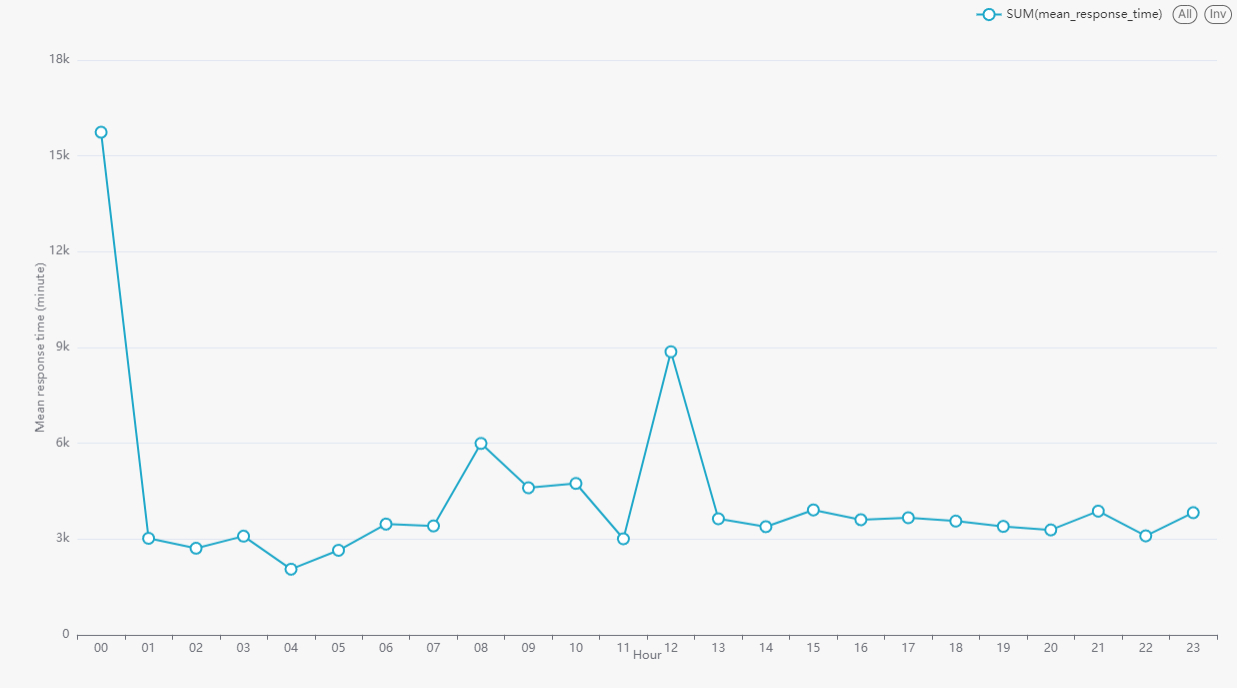 SUM(mean_response_time) All Inv
18k
15k
12k
9k
6k
3k
0
Mean response time (minute)
00 01 02 03 04 05 06 07 08 09 10 11 12 13 14 15 16 17 18 19 20 21 22 23
Hour